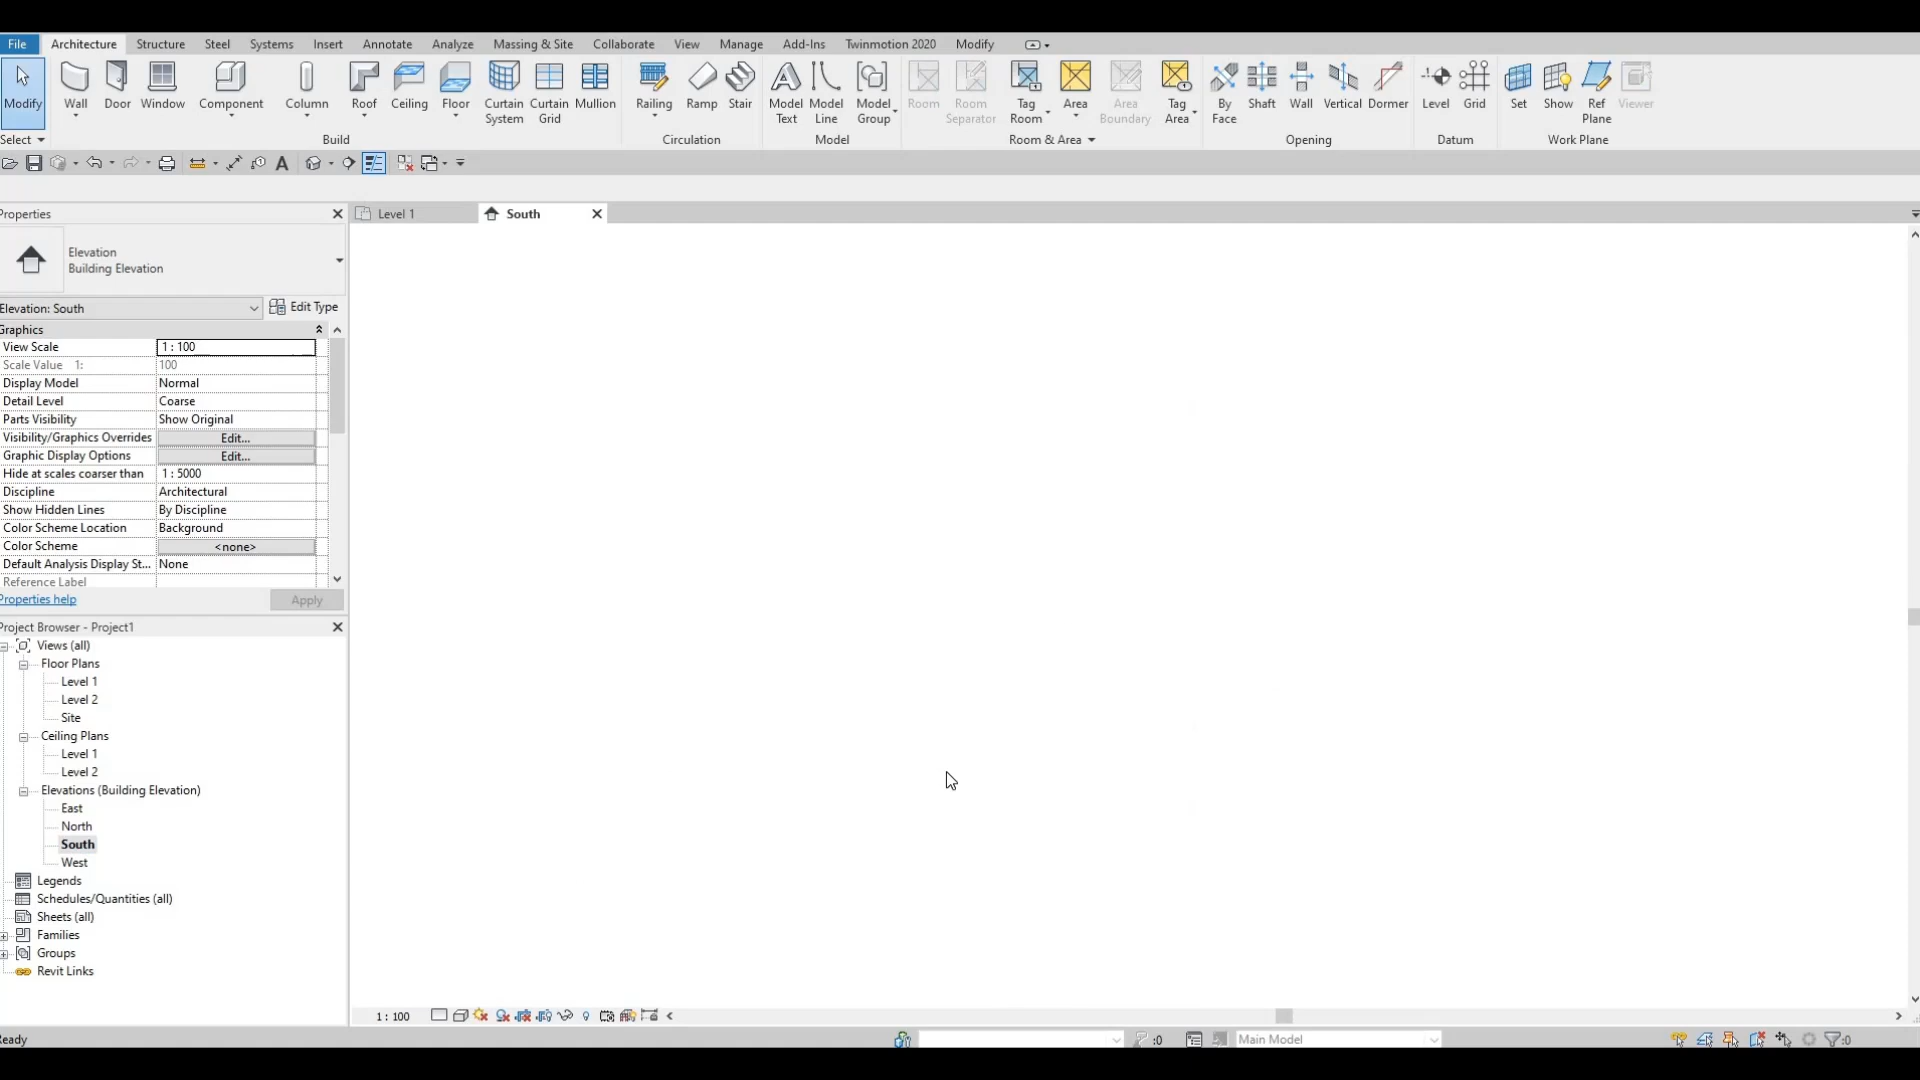 File Architecture Structure Steel Systems Insert Annotate Analyze Massing & Site Collaborate View Manage Add-Ins Twinmotion 2020 Modify
Modify Wall Door Window Component Column Roof Ceiling Floor Curtain System Curtain Grid Mullion Railing Ramp Stair Model Text Model Line Model Group Room Room Separator Tag Room Area Area Boundary Tag Area By Face Shaft Wall Vertical Dormer Level Grid Set Show Ref Plane Viewer
Select Build Circulation Model Room & Area Opening Datum Work Plane
Properties
Level 1
South
Elevation
Building Elevation
Elevation: South
Edit Type
Graphics
View Scale 1 : 100
Scale Value 1: 100
Display Model Normal
Detail Level Coarse
Parts Visibility Show Original
Visibility/Graphics Overrides Edit...
Graphic Display Options Edit...
Hide at scales coarser than 1 : 5000
Discipline Architectural
Show Hidden Lines By Discipline
Color Scheme Location Background
Color Scheme <none>
Default Analysis Display St... None
Reference Label
Properties help Apply
Project Browser - Project1
Views (all)
Floor Plans
Level 1
Level 2
Site
Ceiling Plans
Level 1
Level 2
Elevations (Building Elevation)
East
North
South
West
Legends
Schedules/Quantities (all)
Sheets (all)
Families
Groups
Revit Links
1 : 100
Ready :0 Main Model :0